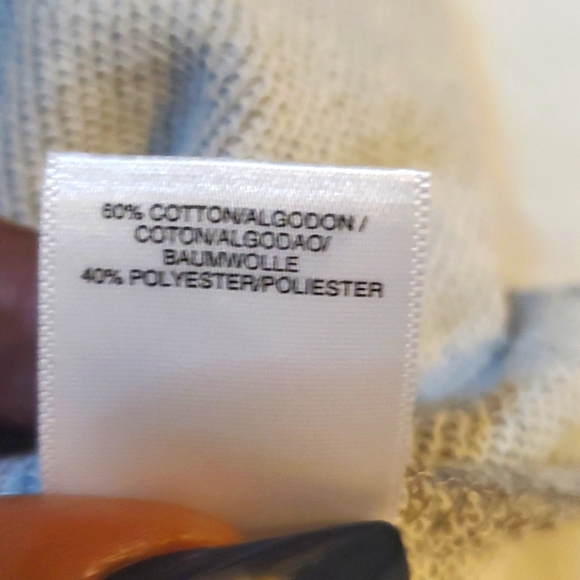 60% COTTON/ALGODON /
COTON/ALGODAO/
BAUMWOLLE
40% POLYESTER/POLIESTER